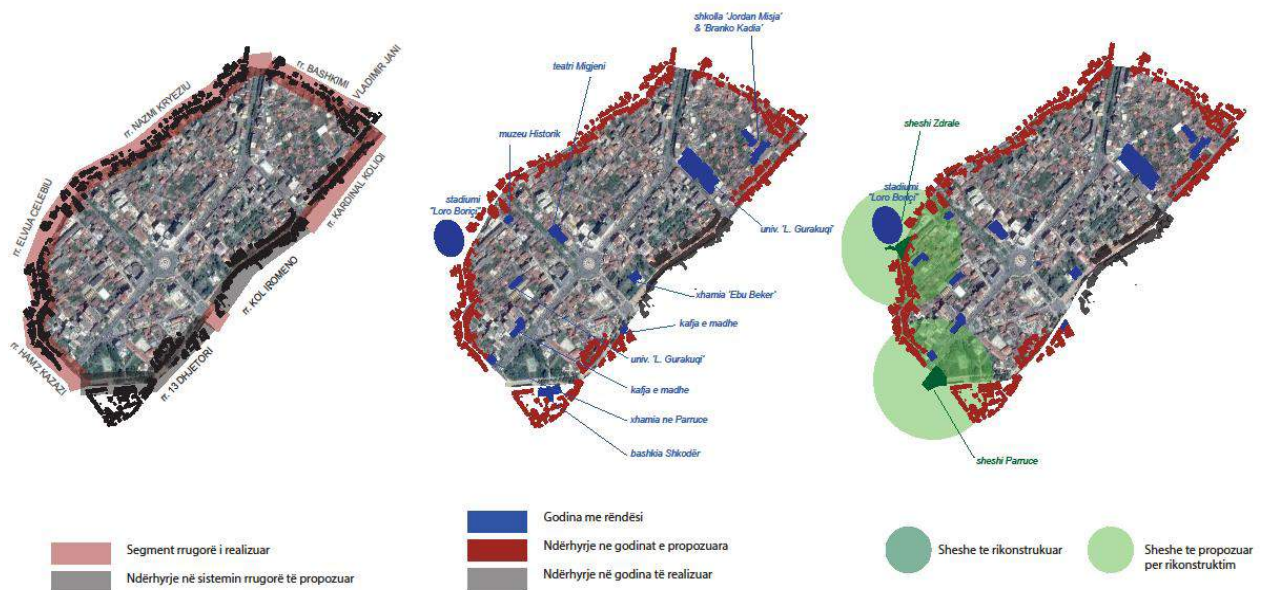 rr. BASHKIMI
VLADIMIR JANI
rr. NAZMI KRYEZIU
rr. ELVIJA CELEBIU
rr. KARDINAL KOLIQI
rr. KOL IROMENO
rr. HAMZ KAZAZI
rr. 13 DHJETORI
Segment rrugorë i realizuar
Ndërhyrje në sistemin rrugorë të propozuar
shkolla 'Jordan Misja'
& 'Branko Kadia'
teatri Migjeni
muzeu Historik
stadiumi
"Loro Boriçi"
univ. 'L. Gurakuqi'
xhamia 'Ebu Beker'
kafja e madhe
univ. 'L. Gurakuqi'
kafja e madhe
xhamia ne Parruce
bashkia Shkodër
Godina me rëndësi
Ndërhyrje ne godinat e propozuara
Ndërhyrje në godina të realizuar
sheshi Zdrale
stadiumi
"Loro Boriçi"
sheshi Parruce
Sheshe te rikonstrukuar
Sheshe te propozuar
per rikonstruktim